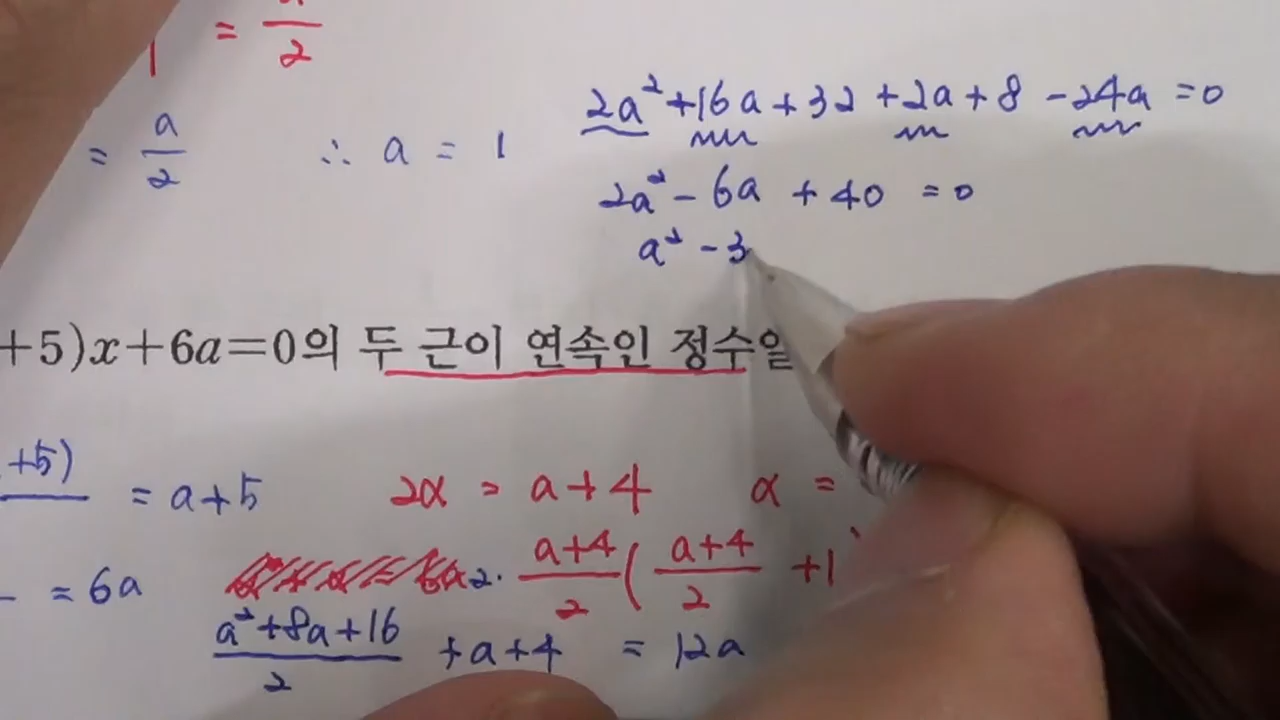 1 = a/2
= a/2 ∴ a = 1
2a²+16a+32 +2a+8 -24a =0
2a²-6a +40 =0
a²-3
+5)x+6a=0의 두 근이 연속인 정수일
+5) = a+5
2α = a+4 α =
= 6a
2· a+4/2 ( a+4/2 +1
a²+8a+16/2 +a+4 = 12a